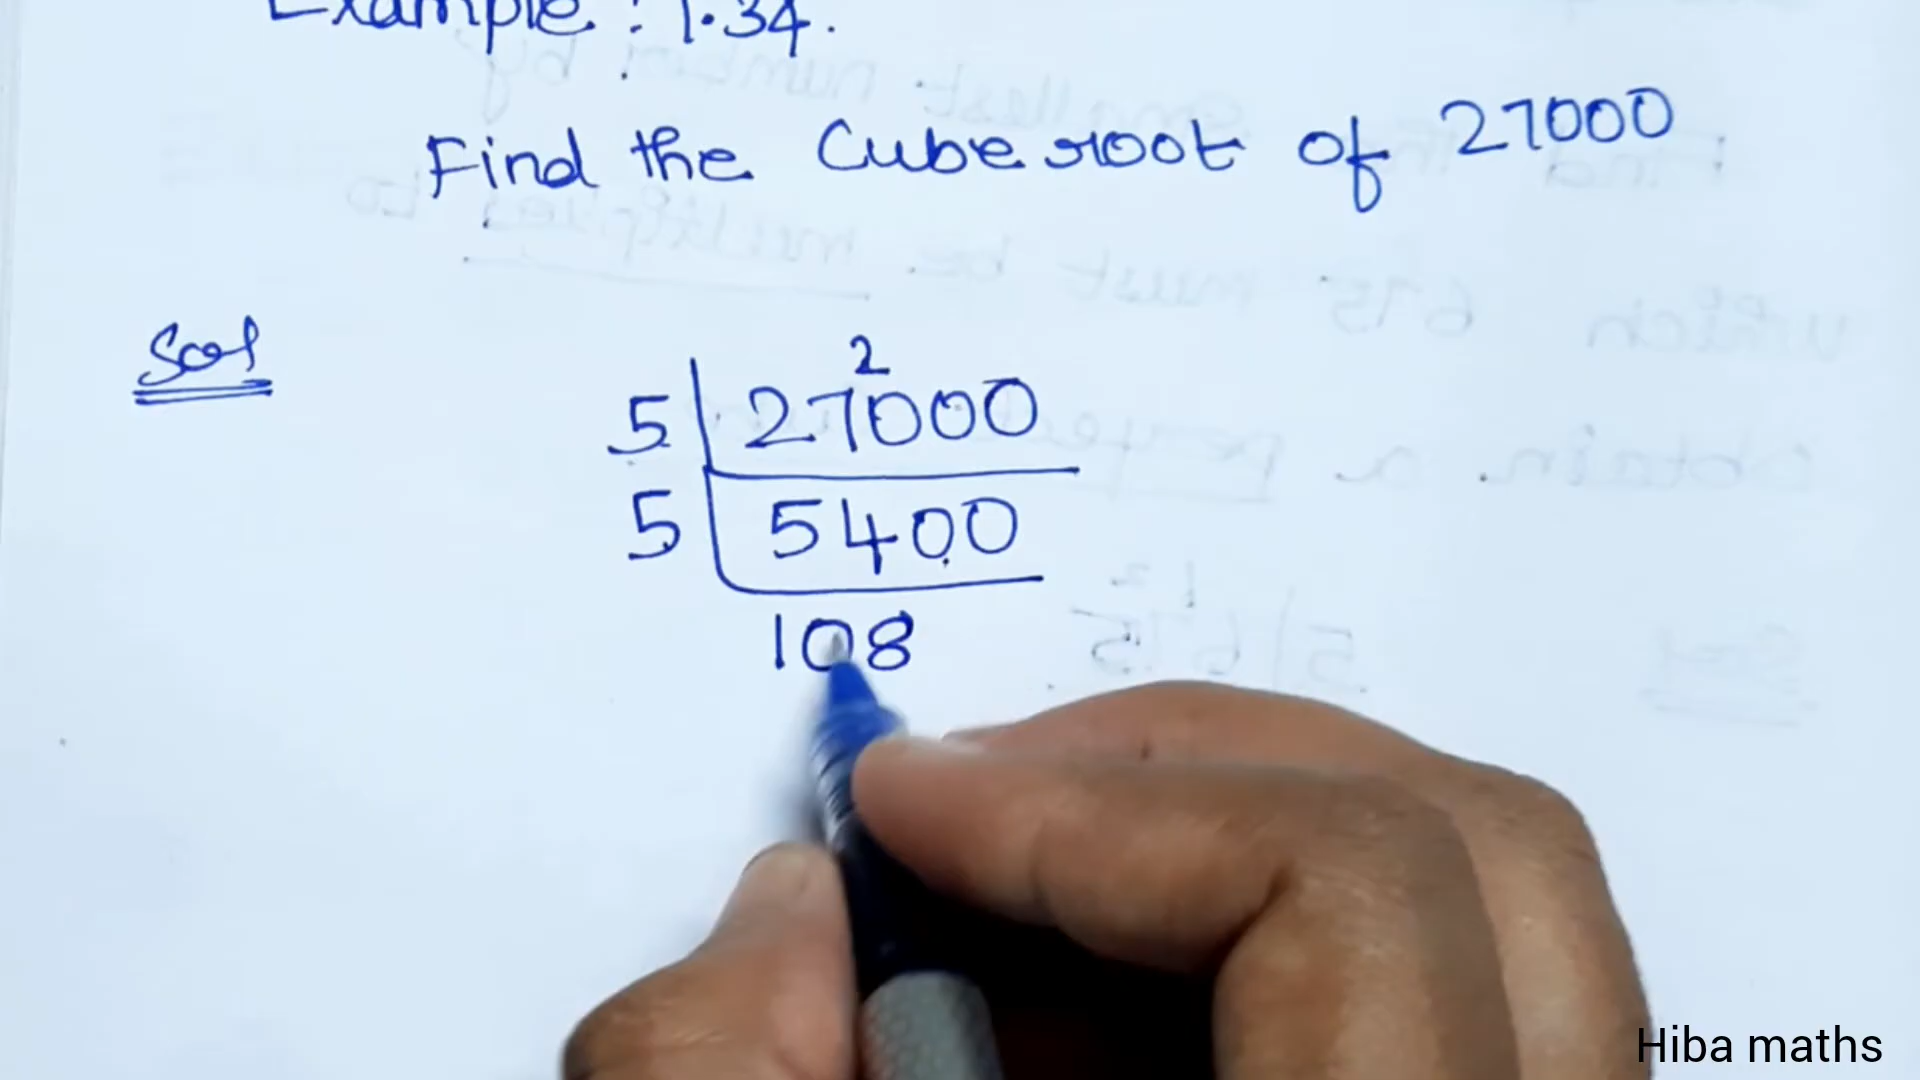 Example : 1.34.
Find the Cube root of 27000
Sol
2
5 27000
5 5400
108
Hiba maths